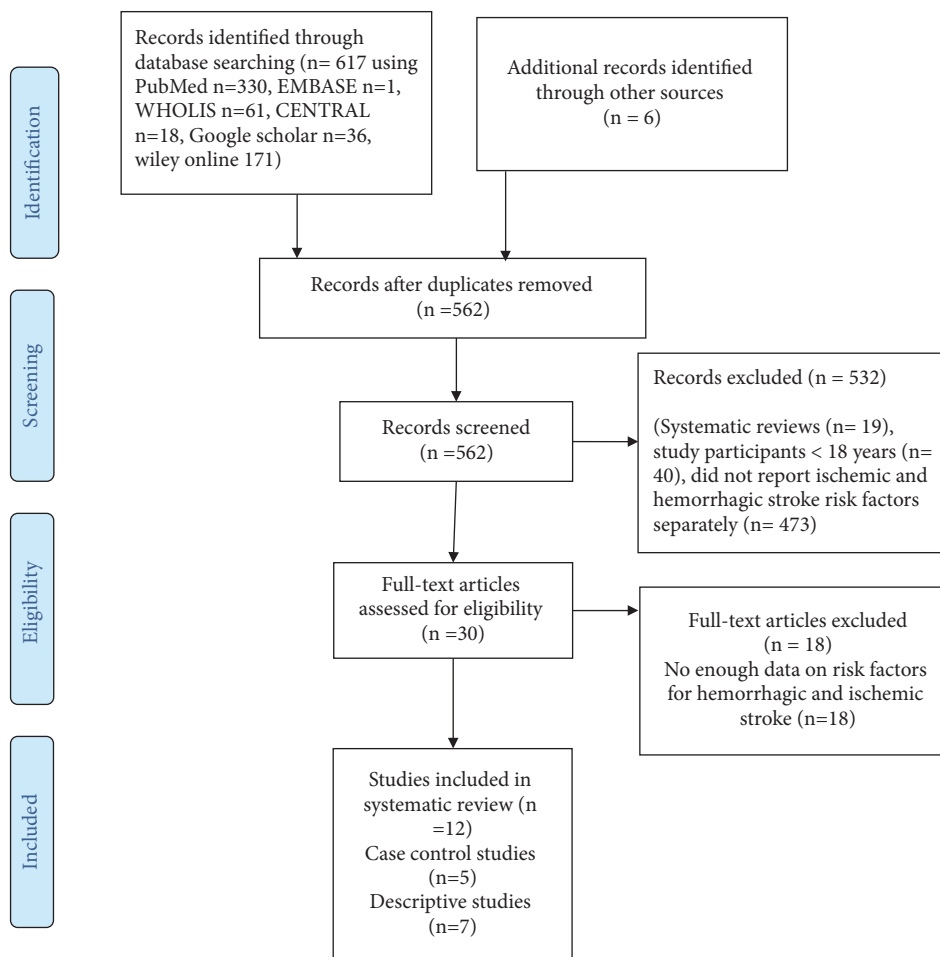 Records identified through
database searching (n= 617 using
PubMed n=330, EMBASE n=1,
WHOLIS n=61, CENTRAL
n=18, Google scholar n=36,
wiley online 171)
Additional records identified
through other sources
(n = 6)
Identification
Records after duplicates removed
(n =562)
Screening
Records screened
(n =562)
Records excluded (n = 532)
(Systematic reviews (n= 19),
study participants < 18 years (n=
40), did not report ischemic and
hemorrhagic stroke risk factors
separately (n= 473)
Eligibility
Full-text articles
assessed for eligibility
(n =30)
Full-text articles excluded
(n = 18)
No enough data on risk factors
for hemorrhagic and ischemic
stroke (n=18)
Included
Studies included in
systematic review (n
=12)
Case control studies
(n=5)
Descriptive studies
(n=7)